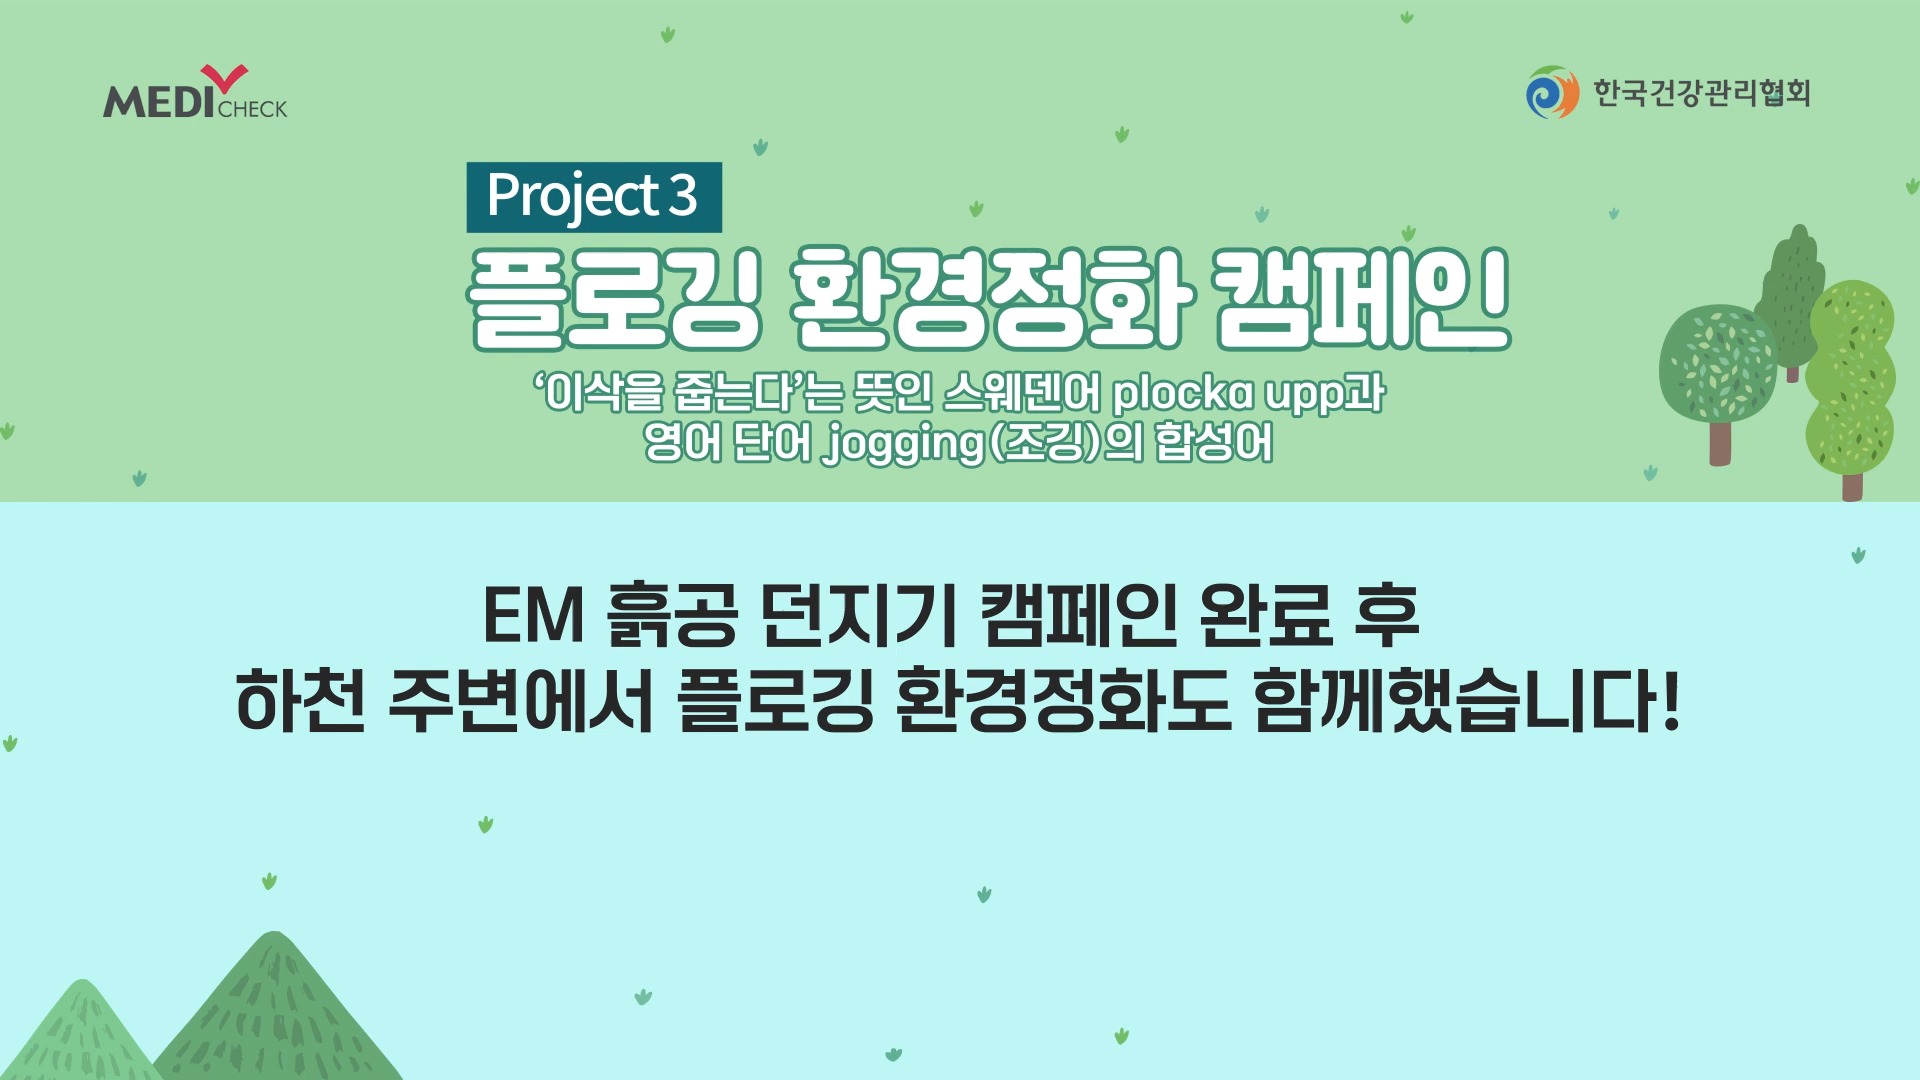 MEDICHECK
한국건강관리협회
Project 3
플로깅 환경정화 캠페인
‘이삭을 줍는다’는 뜻인 스웨덴어 plocka upp과
영어 단어 jogging(조깅)의 합성어
EM 흙공 던지기 캠페인 완료 후
하천 주변에서 플로깅 환경정화도 함께했습니다!